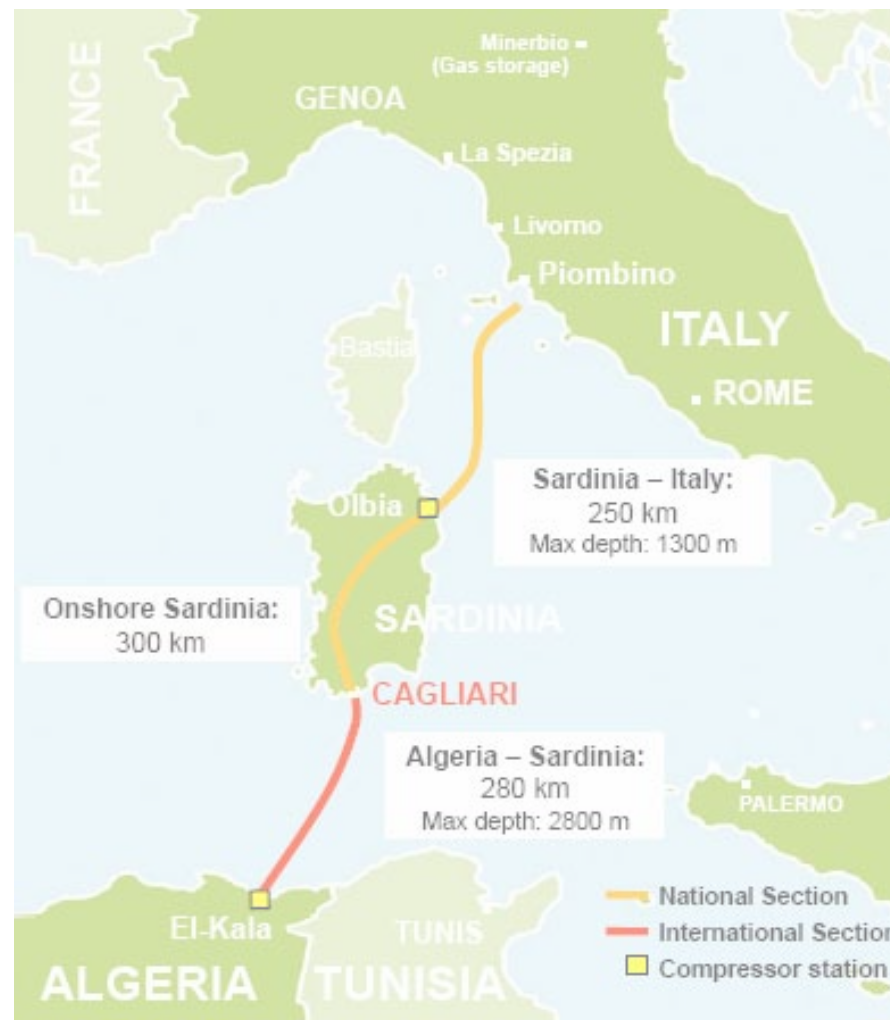 FRANCE
Minerbio
(Gas storage)
GENOA
La Spezia
Livorno
Piombino
ITALY
Bastia
ROME
Sardinia – Italy:
250 km
Max depth: 1300 m
Olbia
Onshore Sardinia:
300 km
SARDINIA
CAGLIARI
Algeria – Sardinia:
280 km
Max depth: 2800 m
PALERMO
National Section
El-Kala
TUNIS
International Section
ALGERIA
TUNISIA
Compressor station